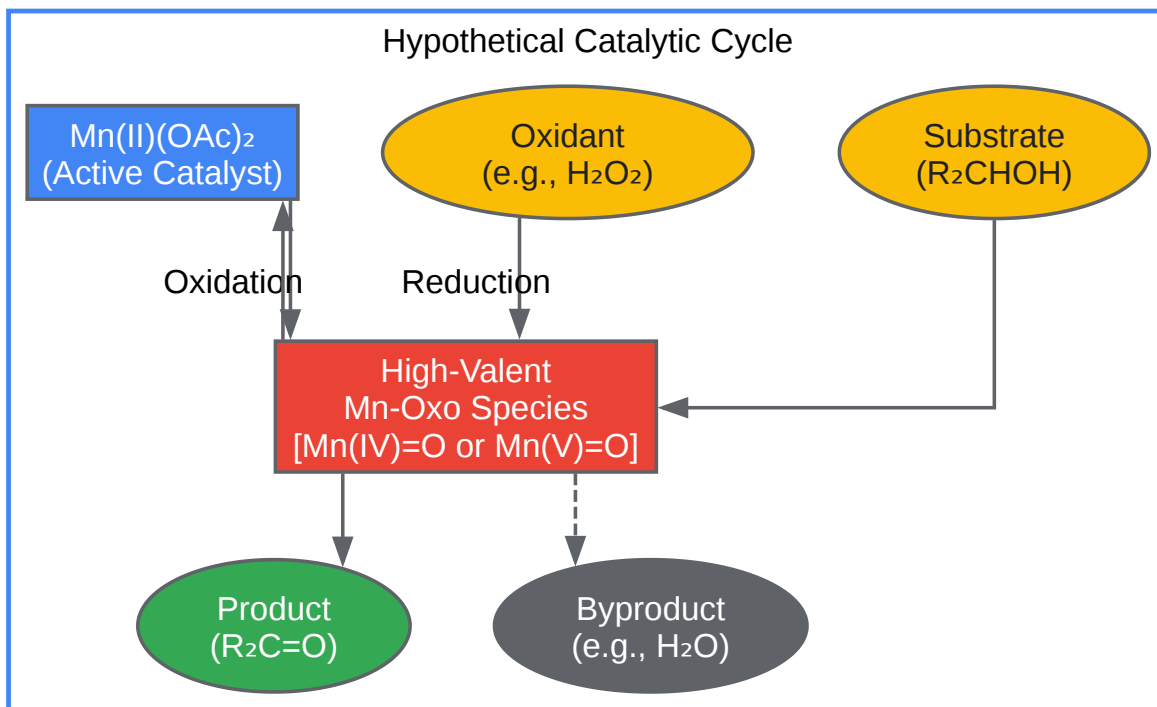 Hypothetical Catalytic Cycle
Mn(II)(OAc)₂
(Active Catalyst)
Oxidant
(e.g., H₂O₂)
Substrate
(R₂CHOH)
Oxidation
Reduction
High-Valent
Mn-Oxo Species
[Mn(IV)=O or Mn(V)=O]
Product
(R₂C=O)
Byproduct
(e.g., H₂O)